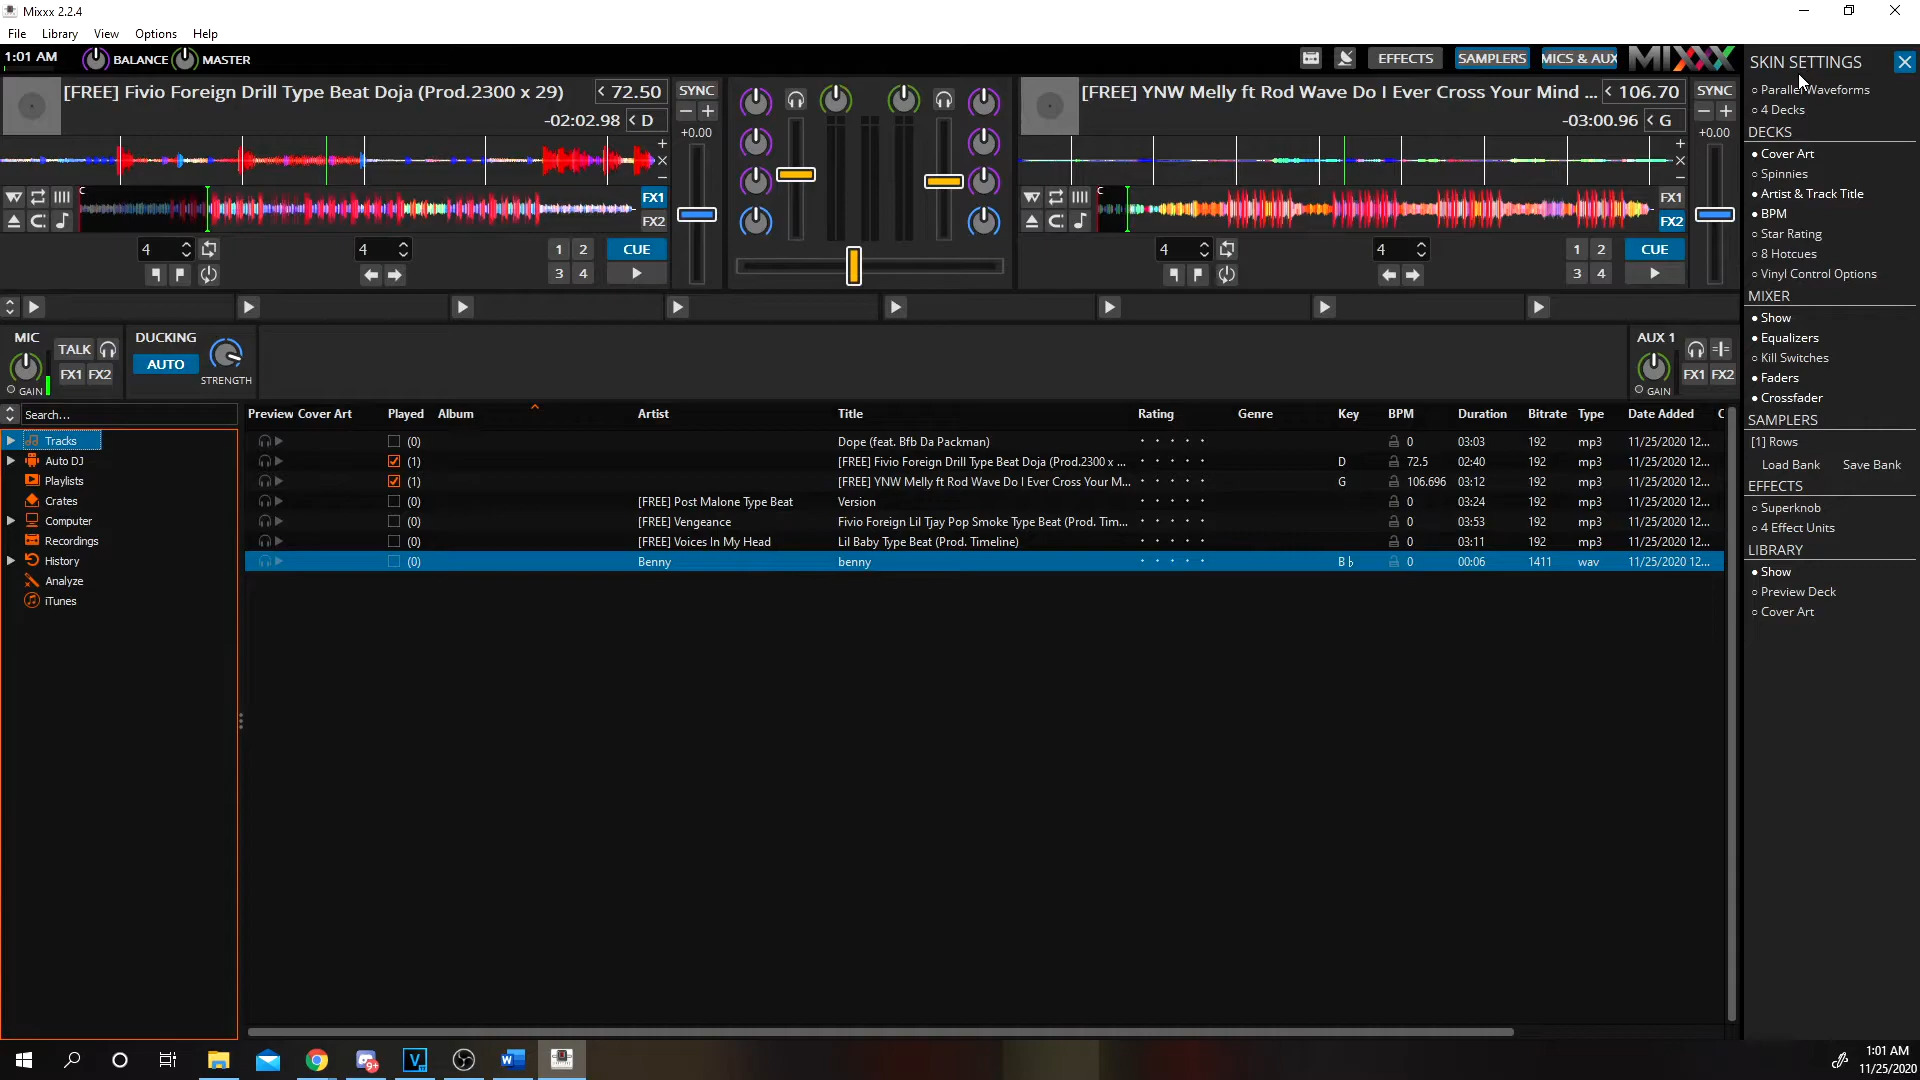 Mixxx 2.2.4
File Library View Options Help
1:01 AM BALANCE MASTER EFFECTS SAMPLERS MICS & AUX MIXXX
[FREE] Fivio Foreign Drill Type Beat Doja (Prod.2300 x 29) 72.50
-02:02.98 D
SYNC
+0.00
C
FX1
FX2
4 4 1 2 CUE
3 4
[FREE] YNW Melly ft Rod Wave Do I Ever Cross Your Mind ... 106.70
-03:00.96 G
SYNC
+0.00
C
FX1
FX2
4 4 1 2 CUE
3 4
MIC TALK DUCKING
AUTO
FX1 FX2
GAIN STRENGTH
AUX 1
FX1 FX2
GAIN
Search...
Tracks
Auto DJ
Playlists
Crates
Computer
Recordings
History
Analyze
iTunes
Preview Cover Art Played Album Artist Title Rating Genre Key BPM Duration Bitrate Type Date Added C
(0) Dope (feat. Bfb Da Packman) 0 03:03 192 mp3 11/25/2020 12...
(1) [FREE] Fivio Foreign Drill Type Beat Doja (Prod.2300 x ... D 72.5 02:40 192 mp3 11/25/2020 12...
(1) [FREE] YNW Melly ft Rod Wave Do I Ever Cross Your M... G 106.696 03:12 192 mp3 11/25/2020 12...
(0) [FREE] Post Malone Type Beat Version 0 03:24 192 mp3 11/25/2020 12...
(0) [FREE] Vengeance Fivio Foreign Lil Tjay Pop Smoke Type Beat (Prod. Tim... 0 03:53 192 mp3 11/25/2020 12...
(0) [FREE] Voices In My Head Lil Baby Type Beat (Prod. Timeline) 0 03:11 192 mp3 11/25/2020 12...
(0) Benny benny B♭ 0 00:06 1411 wav 11/25/2020 12...
SKIN SETTINGS
Parallel Waveforms
4 Decks
DECKS
Cover Art
Spinnies
Artist & Track Title
BPM
Star Rating
8 Hotcues
Vinyl Control Options
MIXER
Show
Equalizers
Kill Switches
Faders
Crossfader
SAMPLERS
[1] Rows
Load Bank Save Bank
EFFECTS
Superknob
4 Effect Units
LIBRARY
Show
Preview Deck
Cover Art
9+
V
W
1:01 AM
11/25/2020